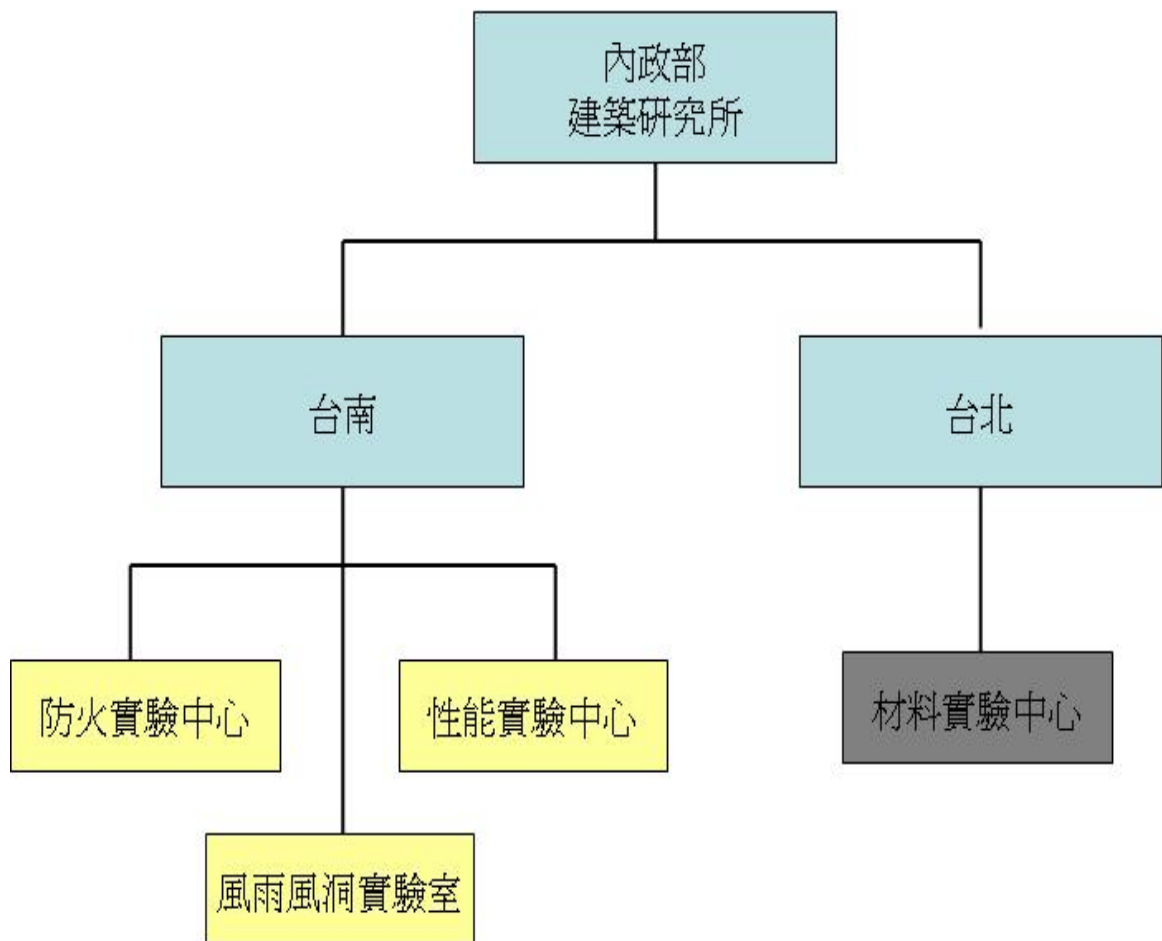 內政部
建築研究所
台南
台北
防火實驗中心
性能實驗中心
材料實驗中心
風雨風洞實驗室